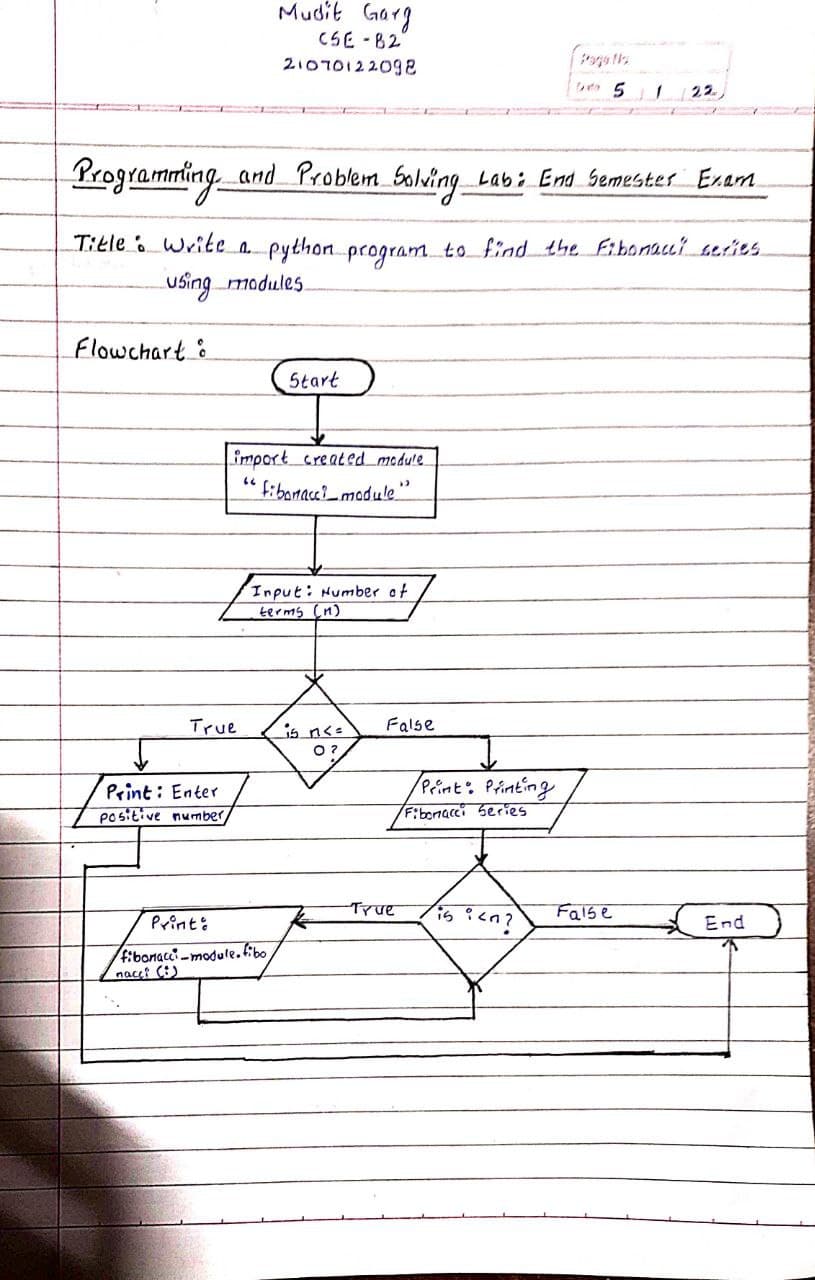 Mudit Garg
CSE-B2
21070122098
Page No.
Date 5 1 22
Programming and Problem Solving Lab: End Semester Exam
Title: Write a python program to find the Fibonacci series
using modules
Flowchart:
Start
import created module
"fibonacci_module"
Input: Number of
terms (n)
True
is n<=
0?
False
Print: Enter
positive number
Print: Printing
Fibonacci Series
Print:
fibonacci_module.fibo
nacci (i)
True
is i<n?
False
End